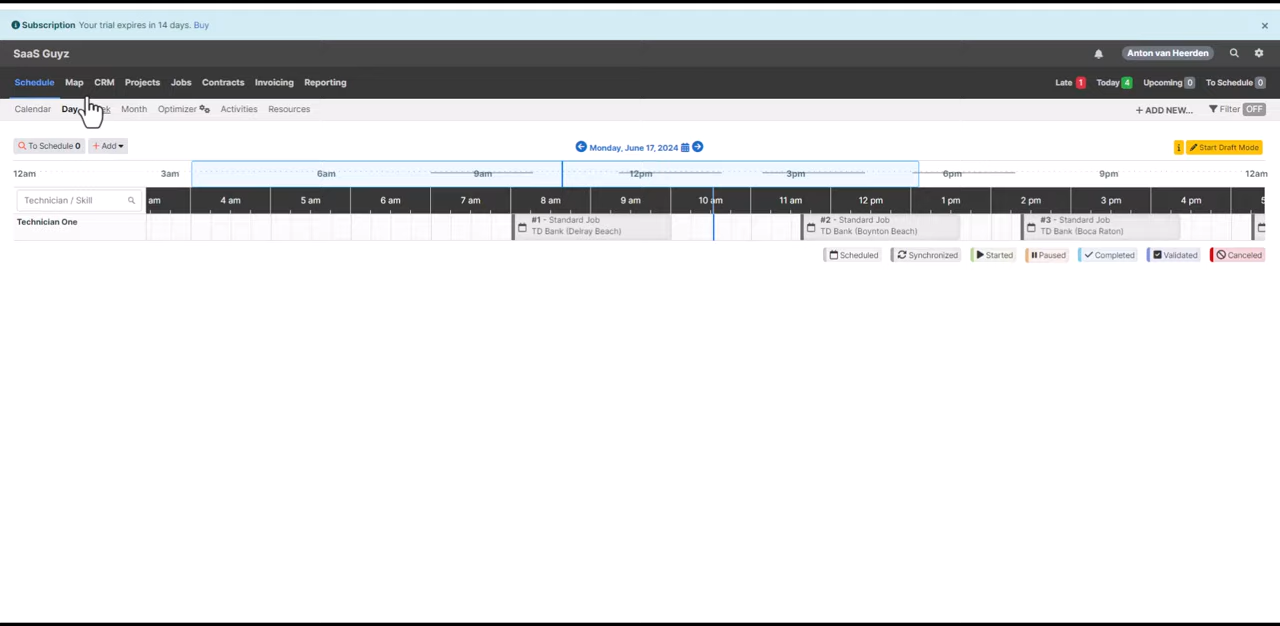 Subscription Your trial expires in 14 days. Buy
SaaS Guyz
Anton van Heerden
Schedule Map CRM Projects Jobs Contracts Invoicing Reporting
Late 1 Today 4 Upcoming 0 To Schedule 0
Calendar Day Month Optimizer Activities Resources
+ ADD NEW... Filter OFF
To Schedule 0 + Add
Monday, June 17, 2024
i Start Draft Mode
12am 3am 6am 9am 12pm 3pm 6pm 9pm 12am
Technician / Skill
am 4 am 5 am 6 am 7 am 8 am 9 am 10 am 11 am 12 pm 1 pm 2 pm 3 pm 4 pm 5
Technician One
#1 - Standard Job
TD Bank (Delray Beach)
#2 - Standard Job
TD Bank (Boynton Beach)
#3 - Standard Job
TD Bank (Boca Raton)
Scheduled Synchronized Started Paused Completed Validated Canceled